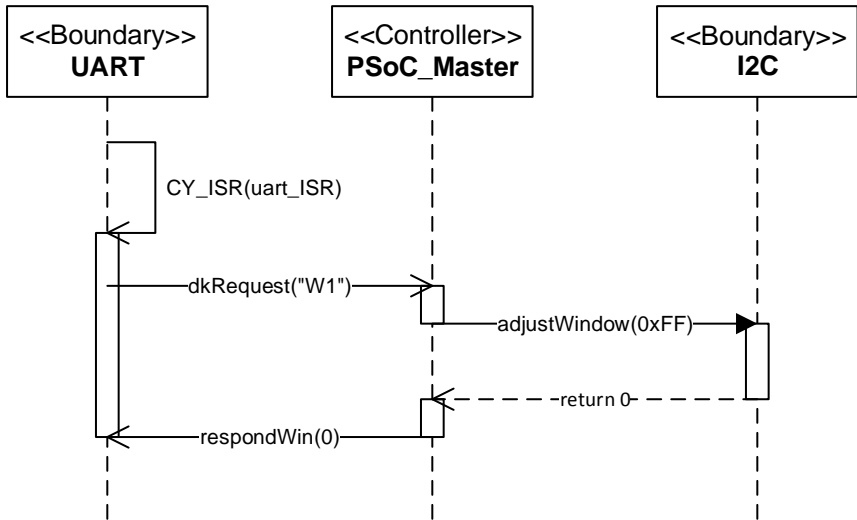 <<Boundary>>
UART
<<Controller>>
PSoC_Master
<<Boundary>>
I2C
CY_ISR(uart_ISR)
dkRequest("W1")
adjustWindow(0xFF)
return 0
respondWin(0)